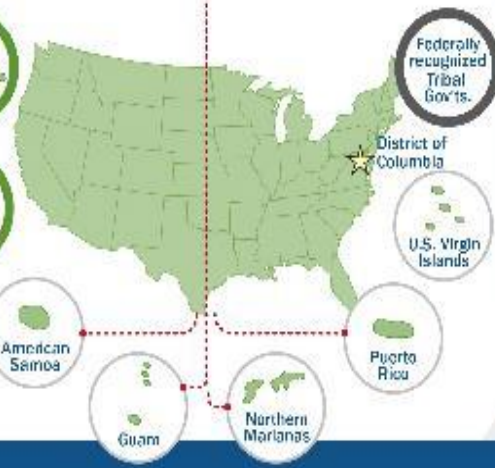 Federally
recognized
Tribal
Gov'ts.
District of
Columbia
U.S. Virgin
Islands
American
Samoa
Puerto
Rico
Guam
Northern
Marianas